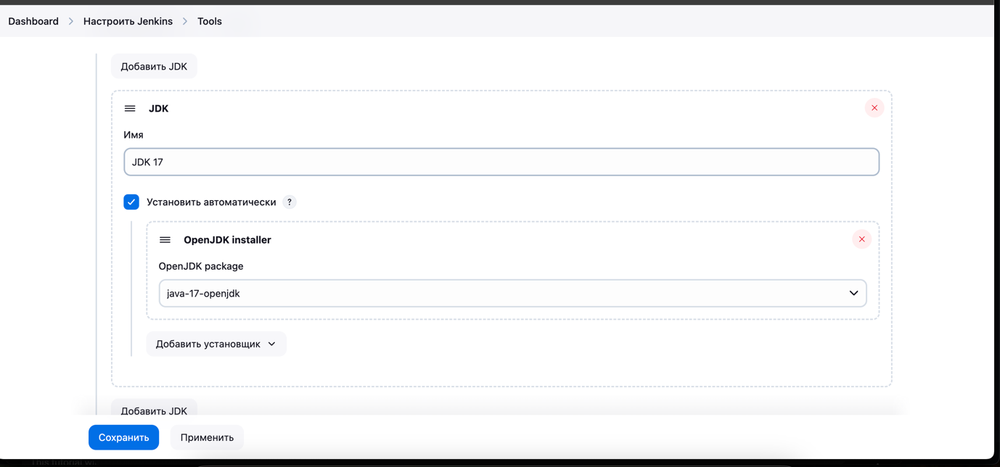 Dashboard > Настроить Jenkins > Tools
Добавить JDK
JDK
Имя
JDK 17
Установить автоматически ?
OpenJDK installer
OpenJDK package
java-17-openjdk
Добавить установщик
Добавить JDK
Сохранить Применить